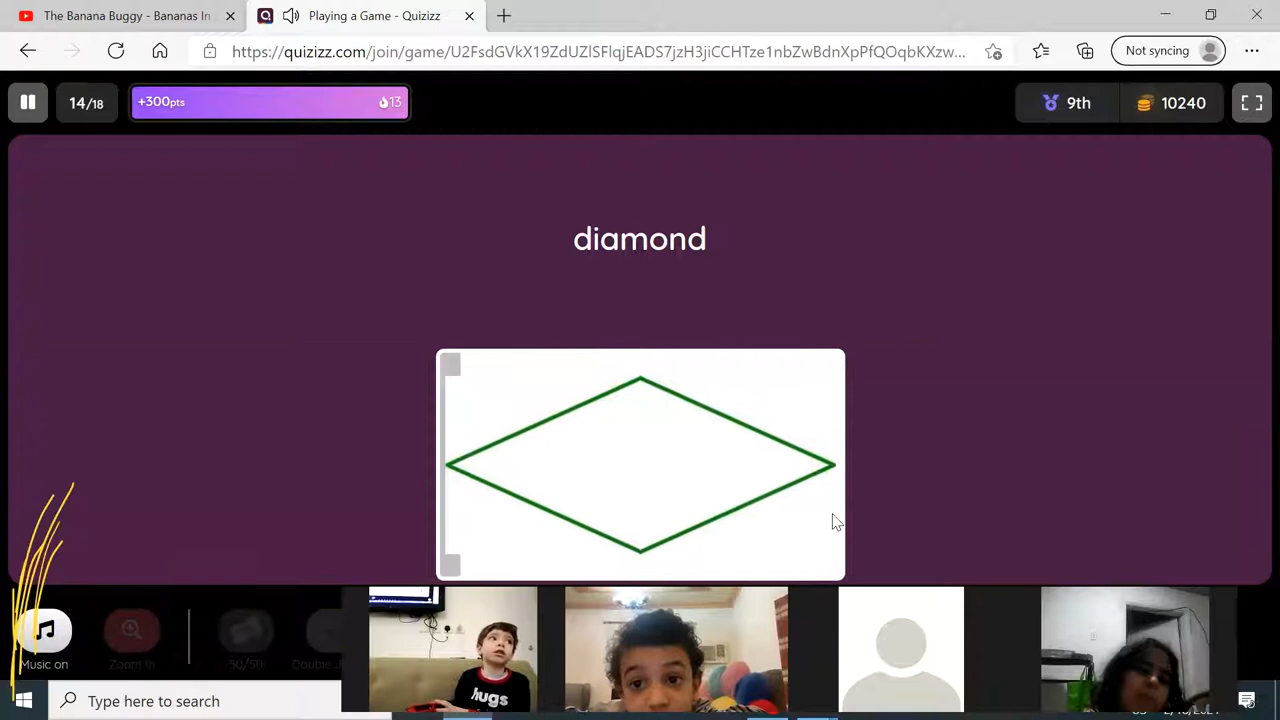 The Banana Buggy - Bananas In
Playing a Game - Quizizz
https://quizizz.com/join/game/U2FsdGVkX19ZdUZlSFlqjEADS7jzH3jiCCHTze1nbZwBdnXpPfQOqbKXzw...
Not syncing
14/18
+300pts
13
9th
10240
diamond
hugs
Music on
Zoom In
50/50
Double
Type here to search